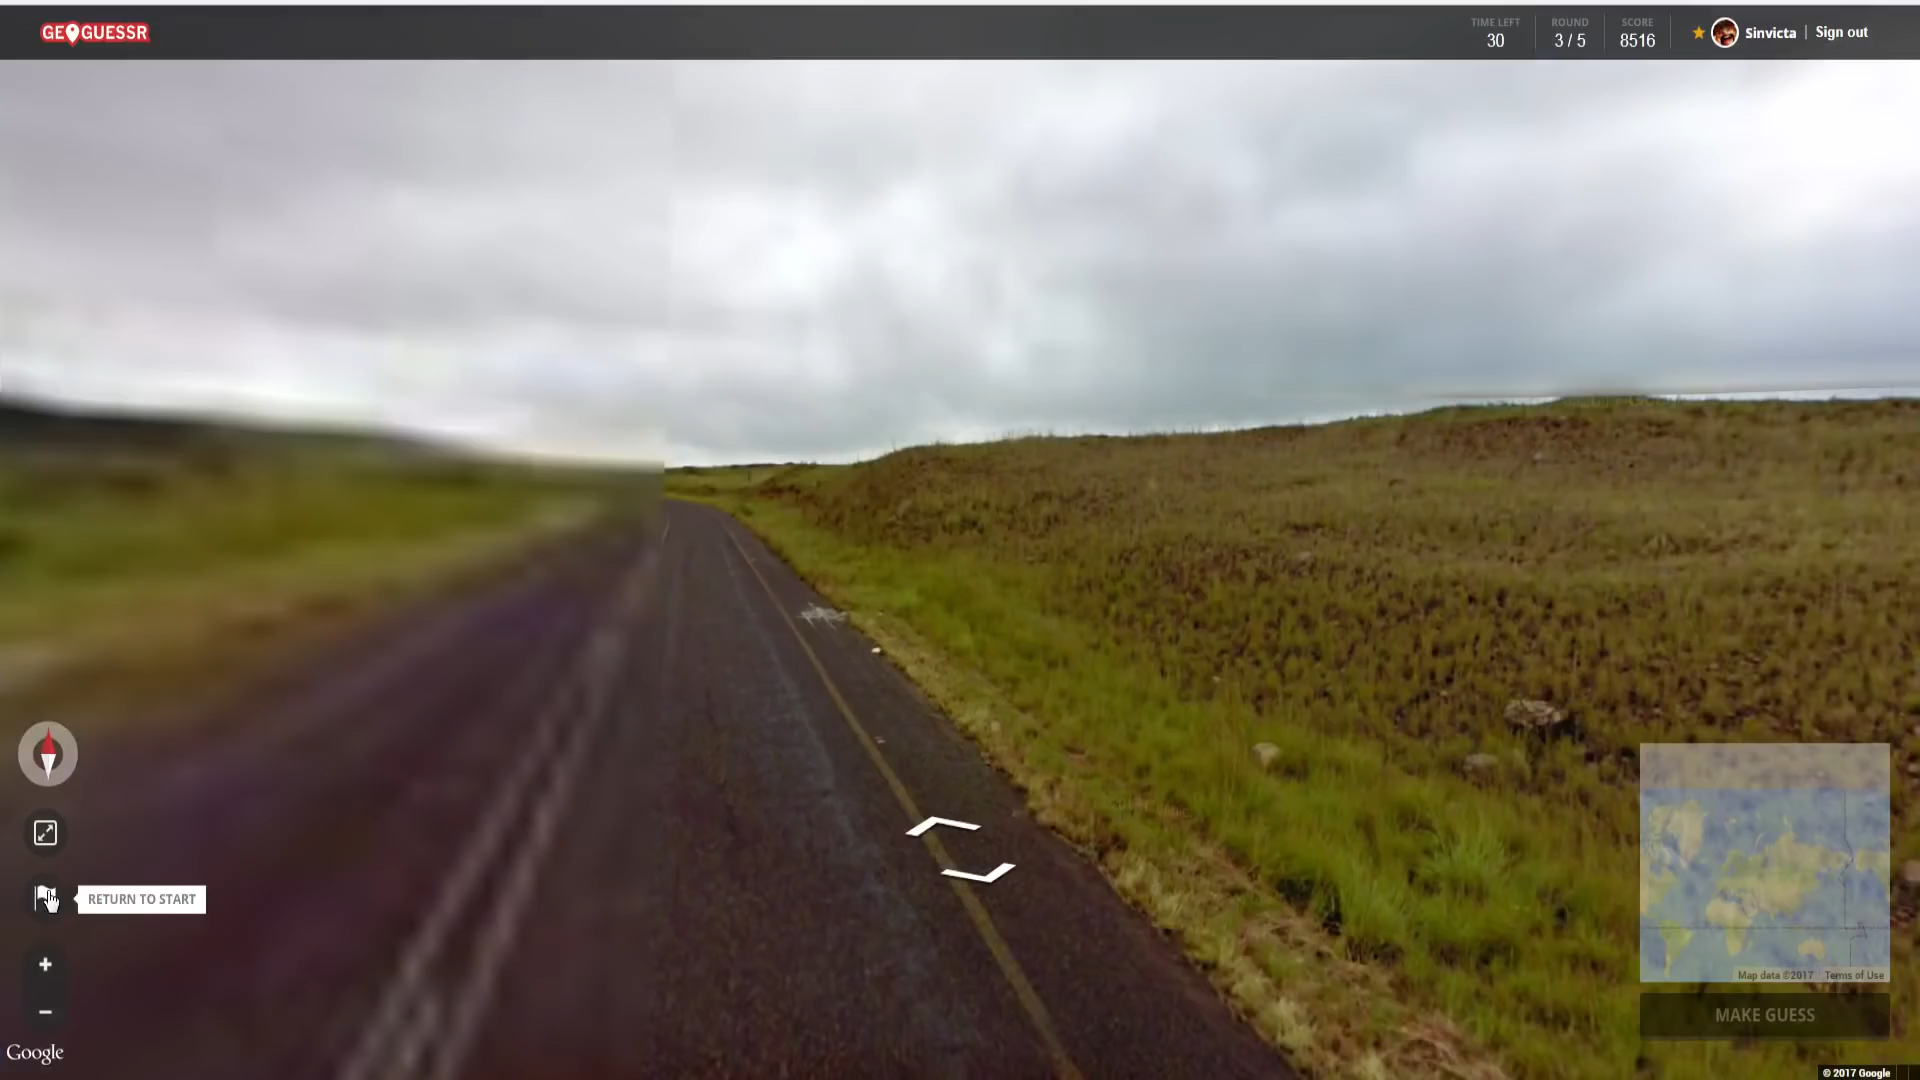 GEOGUESSR
TIME LEFT
30
ROUND
3 / 5
SCORE
8516
Sinvicta | Sign out
RETURN TO START
+
−
Google
Map data ©2017 Terms of Use
MAKE GUESS
© 2017 Google